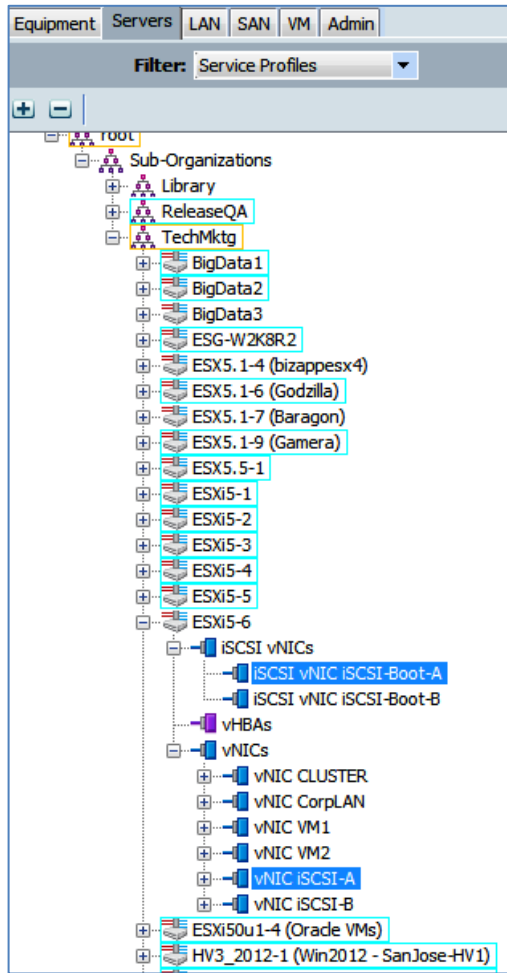 Equipment Servers LAN SAN VM Admin
Filter: Service Profiles
root
Sub-Organizations
Library
ReleaseQA
TechMktg
BigData1
BigData2
BigData3
ESG-W2K8R2
ESX5.1-4 (bizappesx4)
ESX5.1-6 (Godzilla)
ESX5.1-7 (Baragon)
ESX5.1-9 (Gamera)
ESX5.5-1
ESXi5-1
ESXi5-2
ESXi5-3
ESXi5-4
ESXi5-5
ESXi5-6
iSCSI vNICs
iSCSI vNIC iSCSI-Boot-A
iSCSI vNIC iSCSI-Boot-B
vHBAs
vNICs
vNIC CLUSTER
vNIC CorpLAN
vNIC VM1
vNIC VM2
vNIC iSCSI-A
vNIC iSCSI-B
ESXi50u1-4 (Oracle VMs)
HV3_2012-1 (Win2012 - SanJose-HV1)